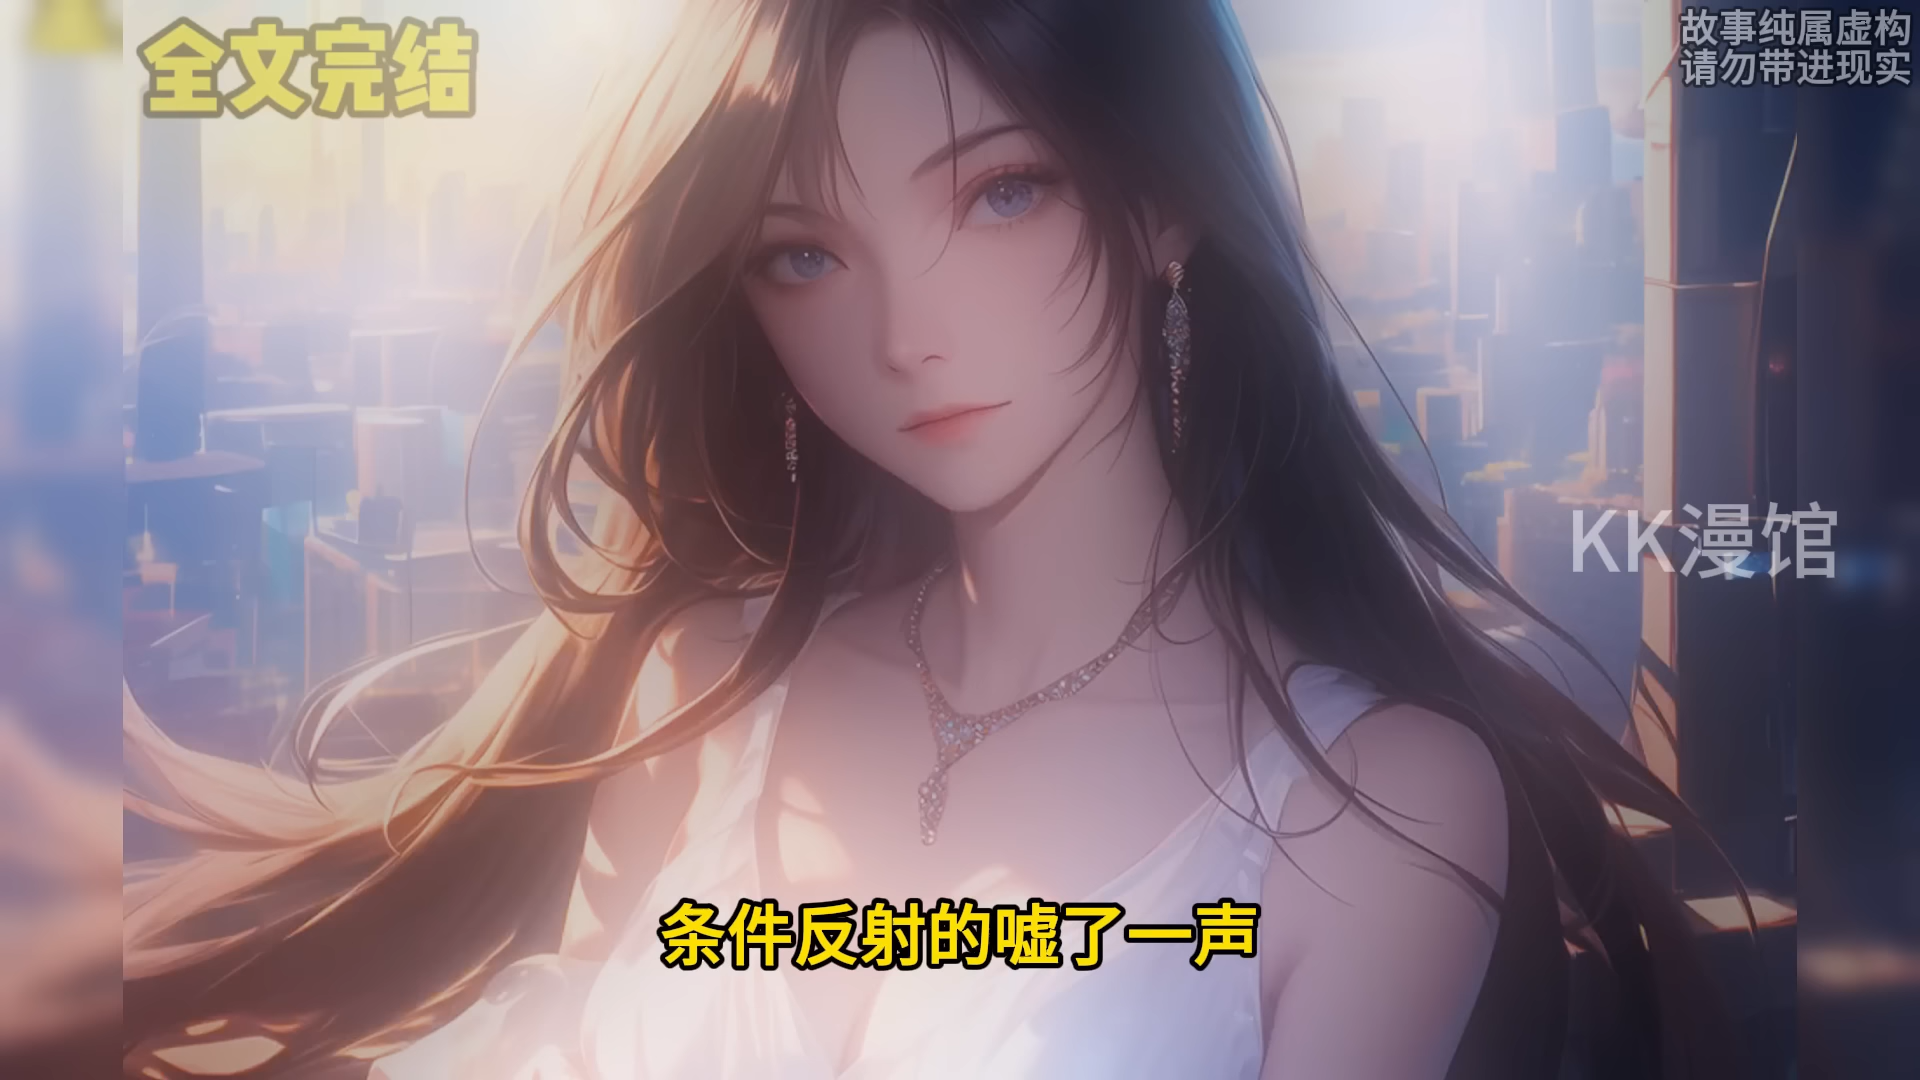 全文完结
故事纯属虚构
请勿带进现实
KK漫馆
条件反射的嘘了一声